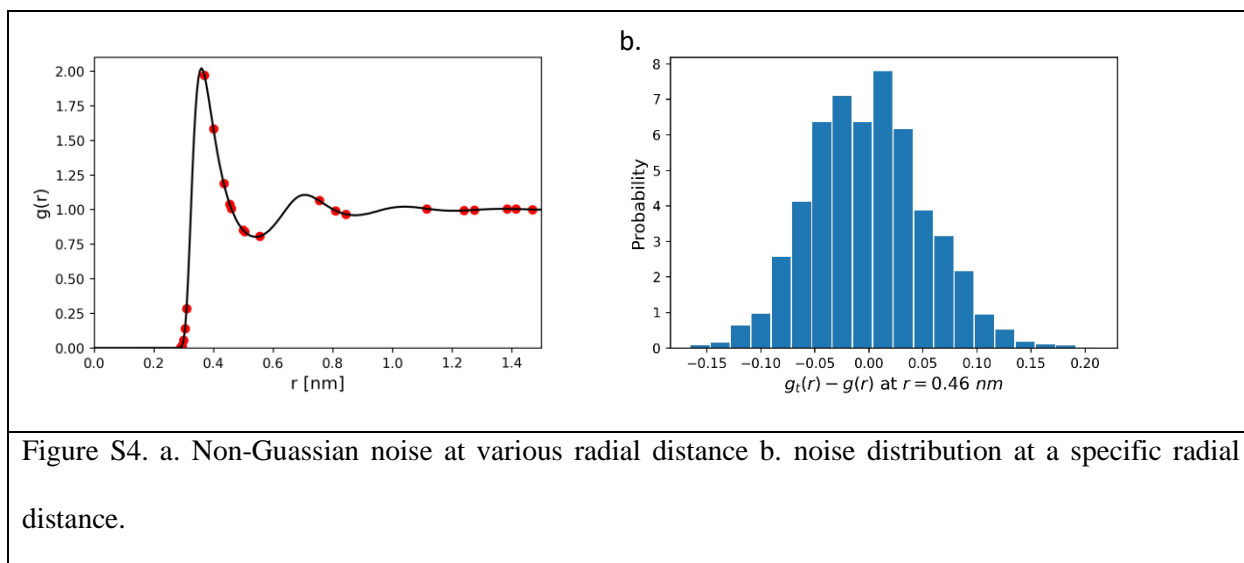 b.
2.00
1.75
1.50
1.25
1.00
0.75
0.50
0.25
0.00
g(r)
0.0 0.2 0.4 0.6 0.8 1.0 1.2 1.4
r [nm]
8
7
6
5
4
3
2
1
0
Probability
−0.15 −0.10 −0.05 0.00 0.05 0.10 0.15 0.20
gₜ(r) − g(r) at r = 0.46 nm
Figure S4. a. Non-Guassian noise at various radial distance b. noise distribution at a specific radial
distance.